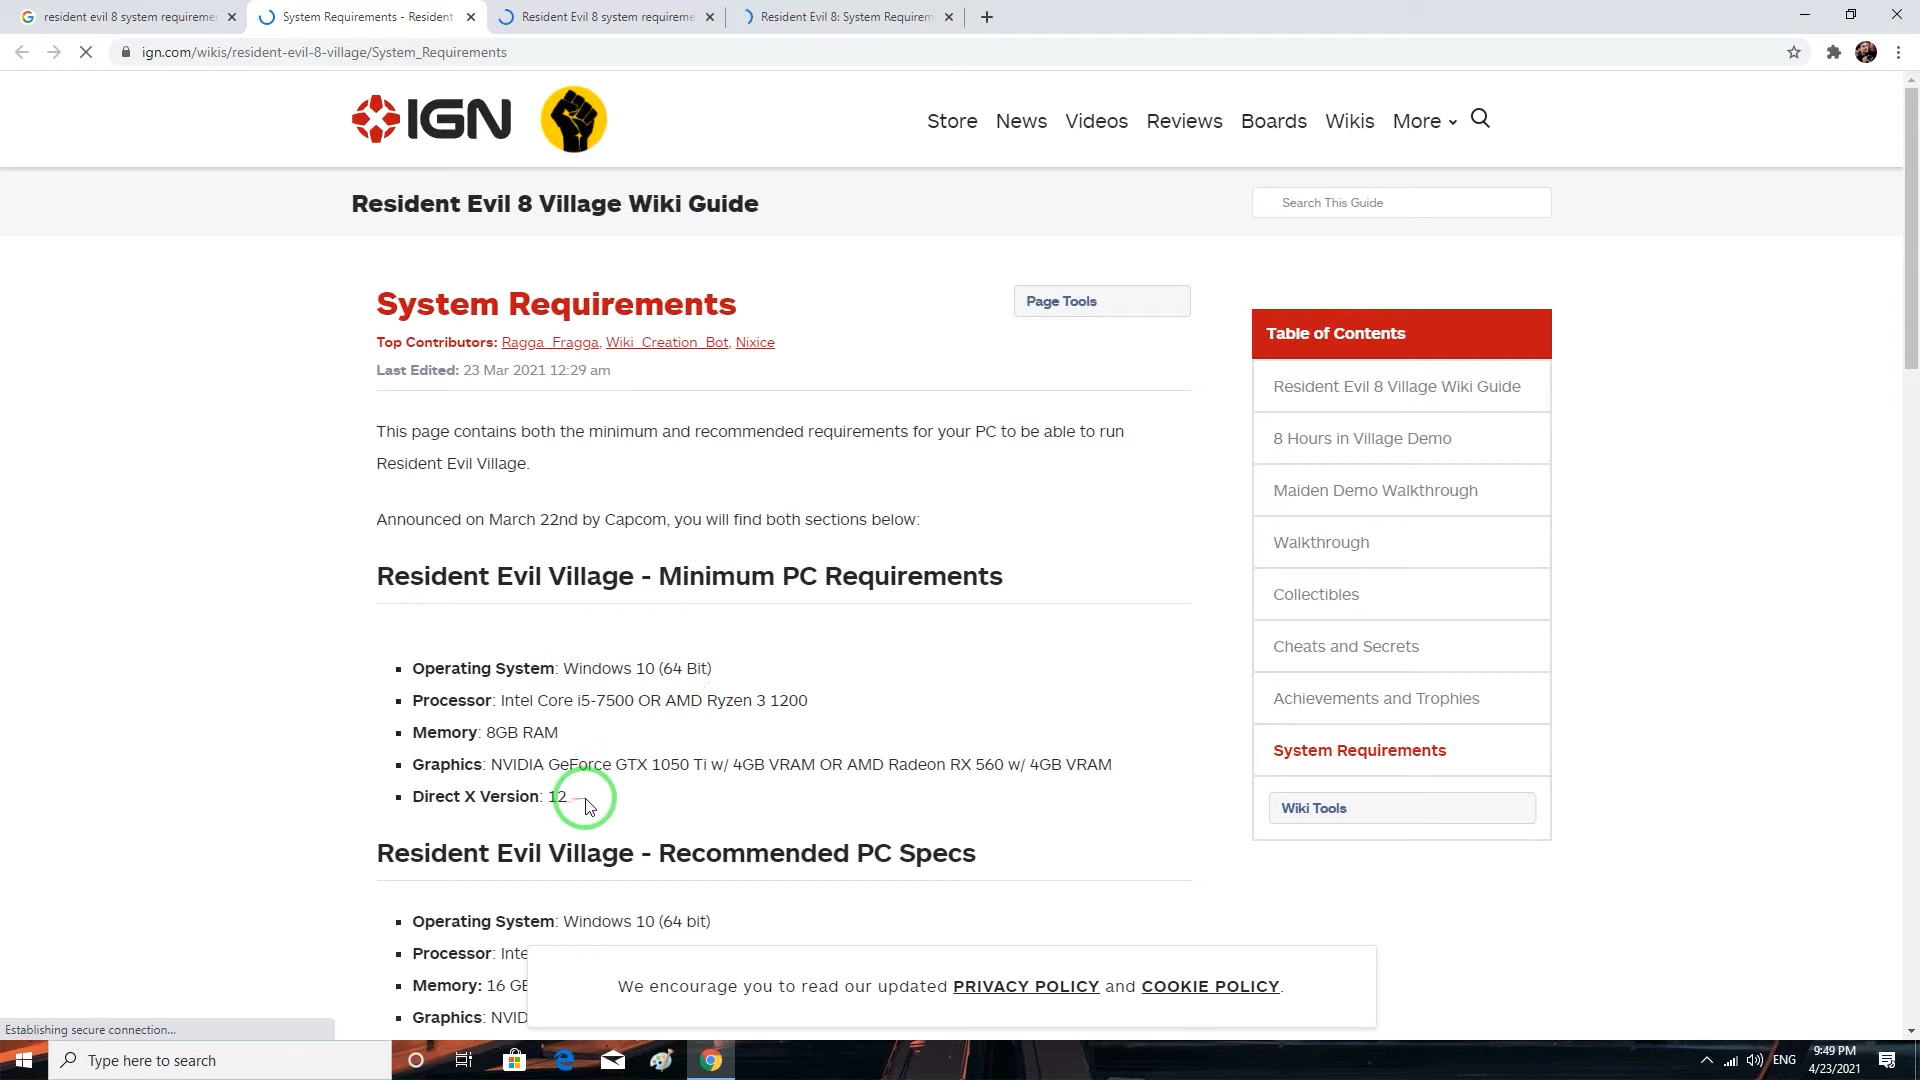 resident evil 8 system requiremen
System Requirements - Resident
Resident Evil 8 system requireme
Resident Evil 8: System Requirem
ign.com/wikis/resident-evil-8-village/System_Requirements
IGN
Store News Videos Reviews Boards Wikis More
Resident Evil 8 Village Wiki Guide
Search This Guide
System Requirements
Page Tools
Top Contributors: Ragga_Fragga, Wiki_Creation_Bot, Nixice
Last Edited: 23 Mar 2021 12:29 am
This page contains both the minimum and recommended requirements for your PC to be able to run
Resident Evil Village.
Announced on March 22nd by Capcom, you will find both sections below:
Resident Evil Village - Minimum PC Requirements
Operating System: Windows 10 (64 Bit)
Processor: Intel Core i5-7500 OR AMD Ryzen 3 1200
Memory: 8GB RAM
Graphics: NVIDIA GeForce GTX 1050 Ti w/ 4GB VRAM OR AMD Radeon RX 560 w/ 4GB VRAM
Direct X Version: 12
Resident Evil Village - Recommended PC Specs
Operating System: Windows 10 (64 bit)
Processor: Inte
Memory: 16 GB
Graphics: NVID
Table of Contents
Resident Evil 8 Village Wiki Guide
8 Hours in Village Demo
Maiden Demo Walkthrough
Walkthrough
Collectibles
Cheats and Secrets
Achievements and Trophies
System Requirements
Wiki Tools
We encourage you to read our updated PRIVACY POLICY and COOKIE POLICY.
Establishing secure connection...
Type here to search
ENG
9:49 PM
4/23/2021